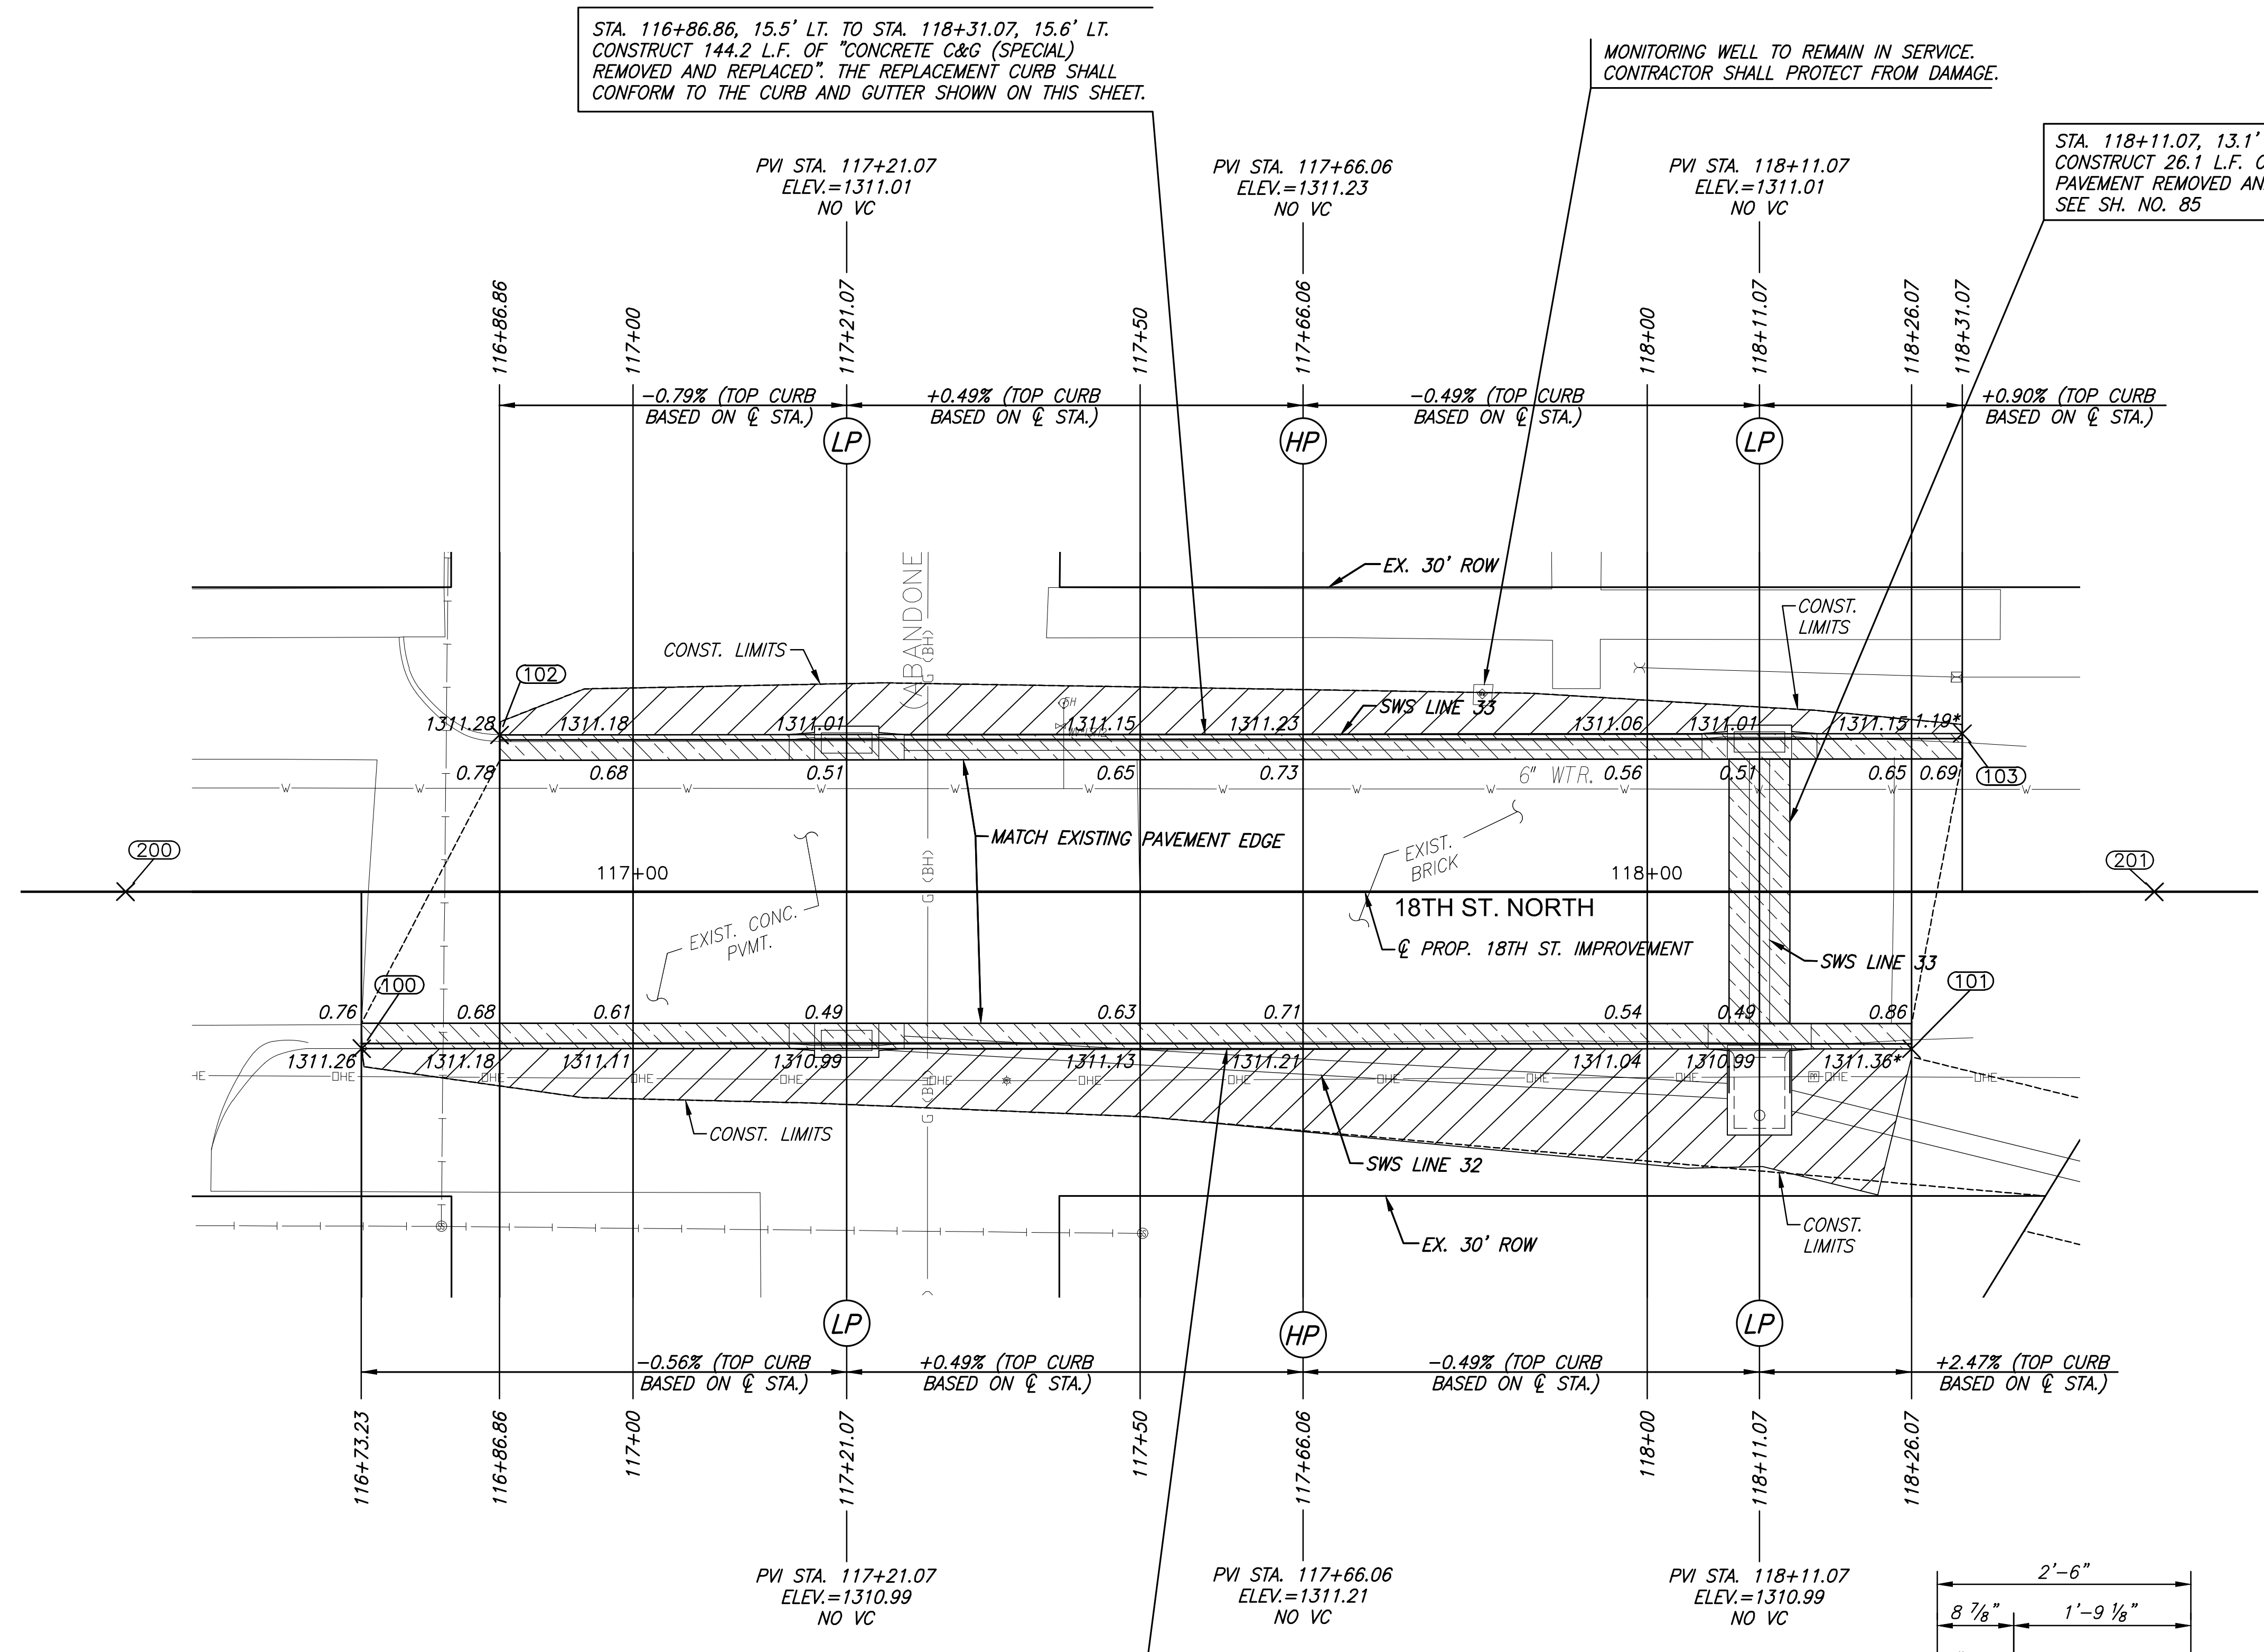 STA. 116+86.86, 15.5' LT. TO STA. 118+31.07, 15.6' LT.
CONSTRUCT 144.2 L.F. OF "CONCRETE C&G (SPECIAL)
REMOVED AND REPLACED". THE REPLACEMENT CURB SHALL
CONFORM TO THE CURB AND GUTTER SHOWN ON THIS SHEET.
MONITORING WELL TO REMAIN IN SERVICE.
CONTRACTOR SHALL PROTECT FROM DAMAGE.
STA. 118+11.07, 13.1'
CONSTRUCT 26.1 L.F.
PAVEMENT REMOVED
SEE SH. NO. 85
PVI STA. 117+21.07
ELEV.=1311.01
NO VC
PVI STA. 117+66.06
ELEV.=1311.23
NO VC
PVI STA. 118+11.07
ELEV.=1311.01
NO VC
116+86.86
117+00
117+21.07
117+50
117+66.06
118+00
118+11.07
118+26.07
118+31.07
-0.79% (TOP CURB
BASED ON ℄ STA.)
+0.49% (TOP CURB
BASED ON ℄ STA.)
-0.49% (TOP CURB
BASED ON ℄ STA.)
+0.90% (TOP CURB
BASED ON ℄ STA.)
LP
HP
LP
EX. 30' ROW
(ABANDONE
G (BH)
CONST. LIMITS
CONST.
LIMITS
102
FH
SWS LINE 33
1311.28 1311.18 1311.01 1311.15 1311.23 1311.06 1311.01 1311.15 1.19*
0.78 0.68 0.51 0.65 0.73 0.56 0.51 0.65 0.69
103
6" WTR.
W W W W W W W W W W W W W W
MATCH EXISTING PAVEMENT EDGE
EXIST.
BRICK
200
201
117+00
118+00
G (BH)
18TH ST. NORTH
EXIST. CONC.
PVMT.
℄ PROP. 18TH ST. IMPROVEMENT
SWS LINE 33
100
101
0.76 0.68 0.61 0.49 0.63 0.71 0.54 0.49 0.86
1311.26 1311.18 1311.11 1310.99 1311.13 1311.21 1311.04 1310.99 1311.36*
HE OHE OHE OHE OHE OHE OHE OHE OHE OHE OHE OHE OHE
G (BH)
CONST. LIMITS
SWS LINE 32
CONST.
LIMITS
EX. 30' ROW
LP
HP
LP
-0.56% (TOP CURB
BASED ON ℄ STA.)
+0.49% (TOP CURB
BASED ON ℄ STA.)
-0.49% (TOP CURB
BASED ON ℄ STA.)
+2.47% (TOP CURB
BASED ON ℄ STA.)
116+73.23
116+86.86
117+00
117+21.07
117+50
117+66.06
118+00
118+11.07
118+26.07
PVI STA. 117+21.07
ELEV.=1310.99
NO VC
PVI STA. 117+66.06
ELEV.=1311.21
NO VC
PVI STA. 118+11.07
ELEV.=1310.99
NO VC
2'-6"
8 7/8" 1'-9 1/8"